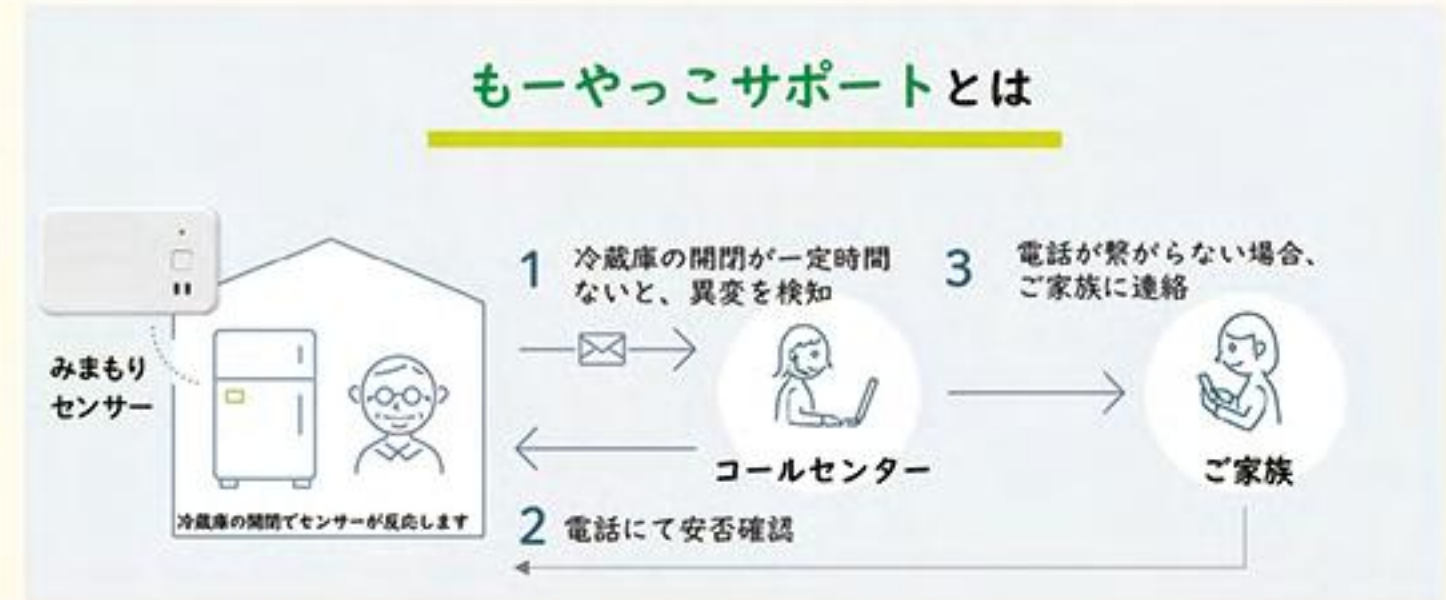 もーやっこサポートとは
みまもり
センサー
冷蔵庫の開閉でセンサーが反応します
1
冷蔵庫の開閉が一定時間
ないと、異変を検知
コールセンター
2 電話にて安否確認
3
電話が繋がらない場合、
ご家族に連絡
ご家族